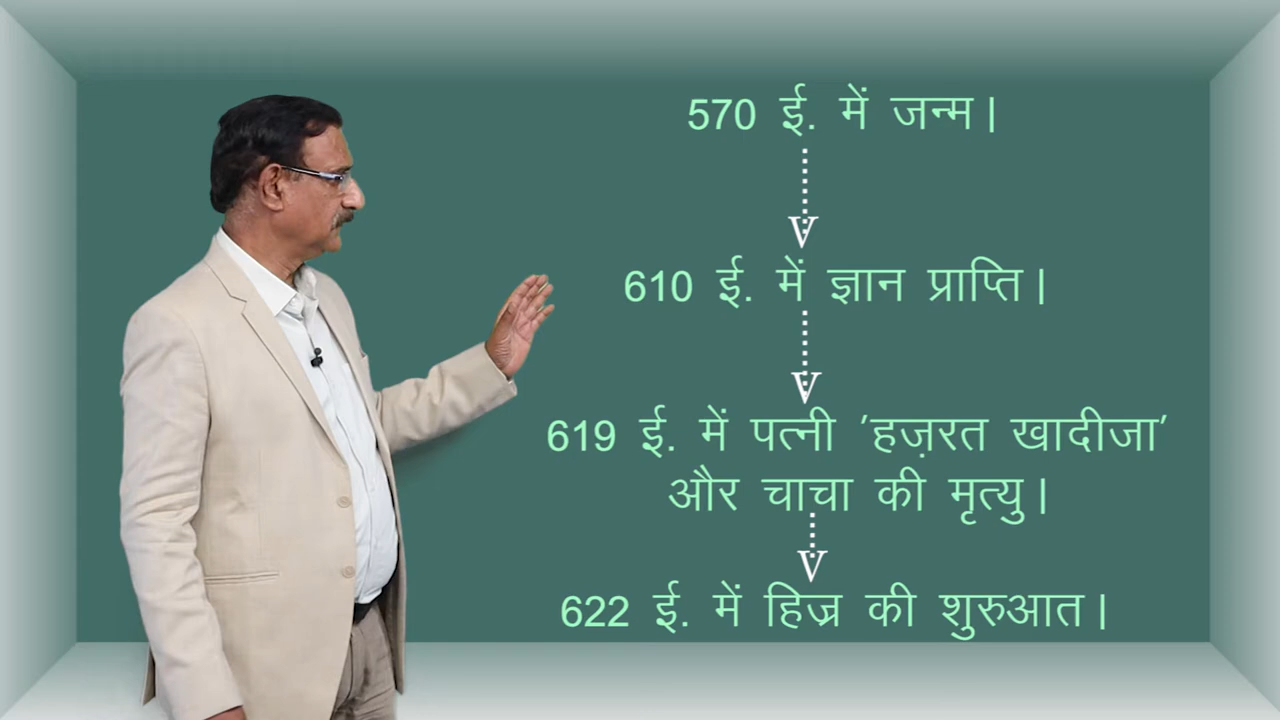 570 ई. में जन्म।
610 ई. में ज्ञान प्राप्ति।
619 ई. में पत्नी ’हज़रत खादीजा’
और चाचा की मृत्यु।
622 ई. में हिज्र की शुरुआत।